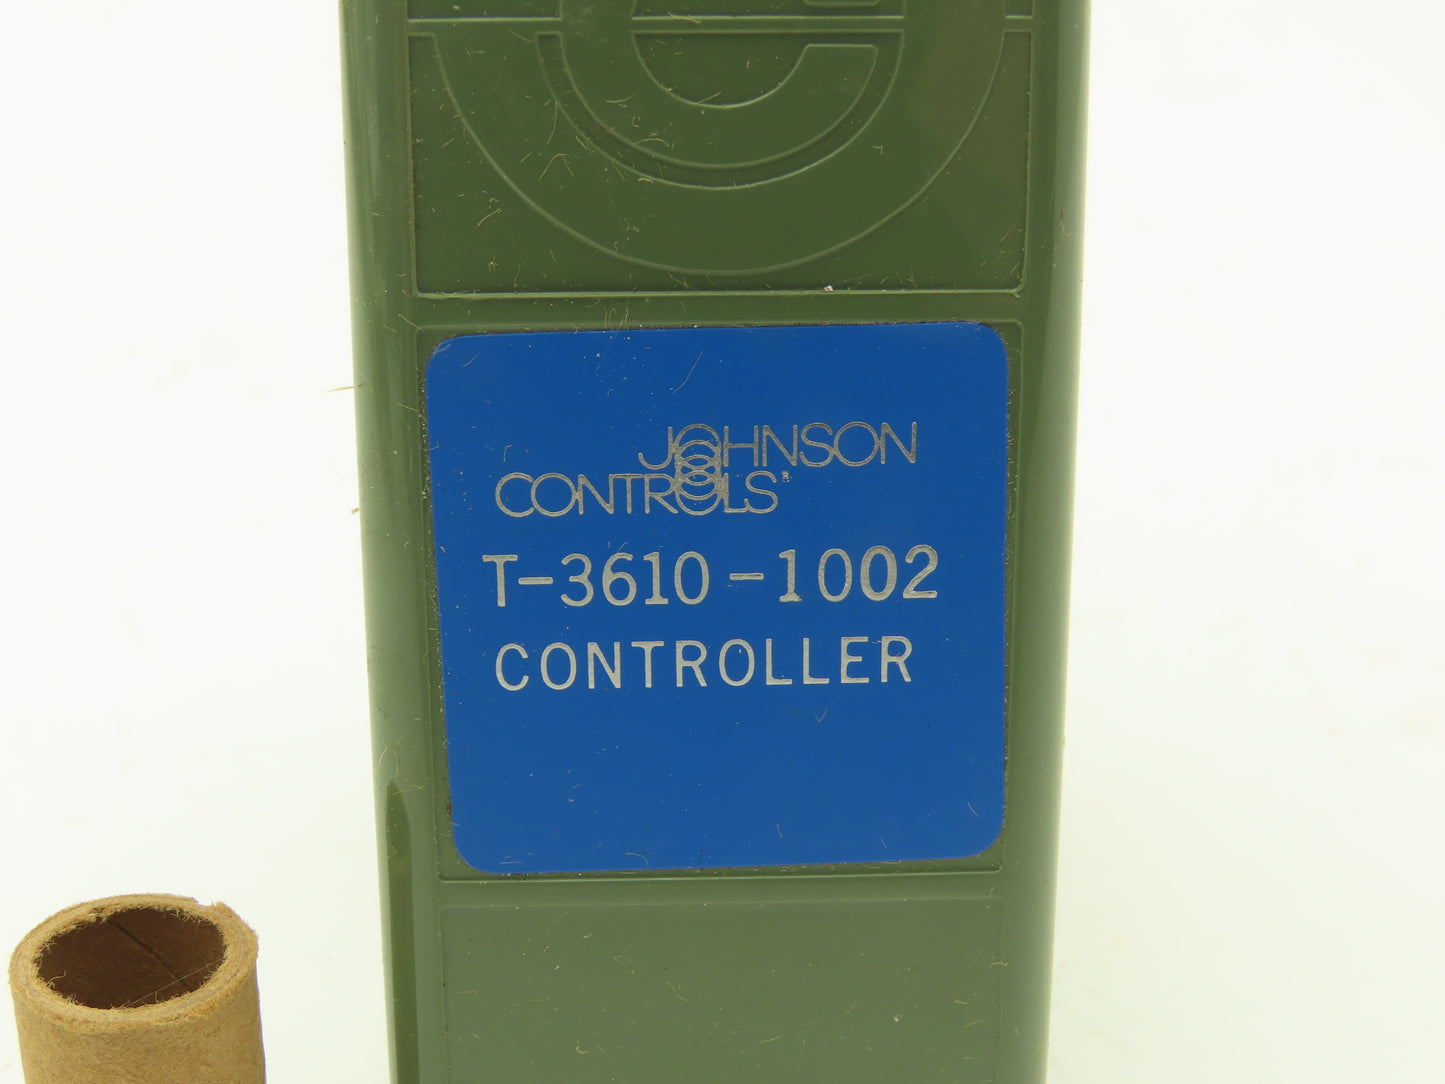 JOHNSON
CONTROLS®
T-3610-1002
CONTROLLER